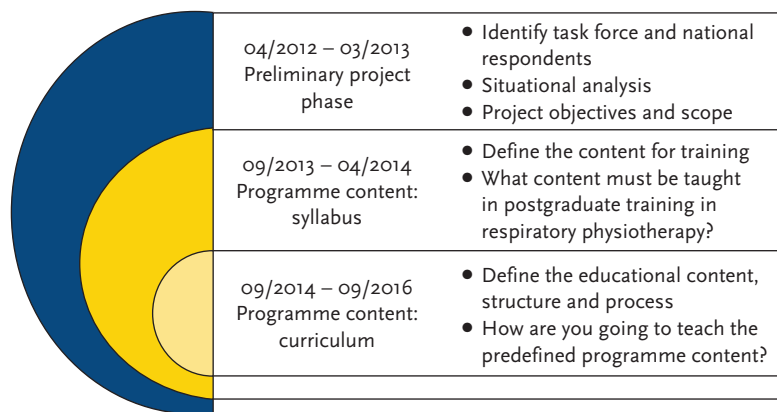 04/2012 – 03/2013
Preliminary project
phase
● Identify task force and national
respondents
● Situational analysis
● Project objectives and scope
09/2013 – 04/2014
Programme content:
syllabus
● Define the content for training
● What content must be taught
in postgraduate training in
respiratory physiotherapy?
09/2014 – 09/2016
Programme content:
curriculum
● Define the educational content,
structure and process
● How are you going to teach the
predefined programme content?